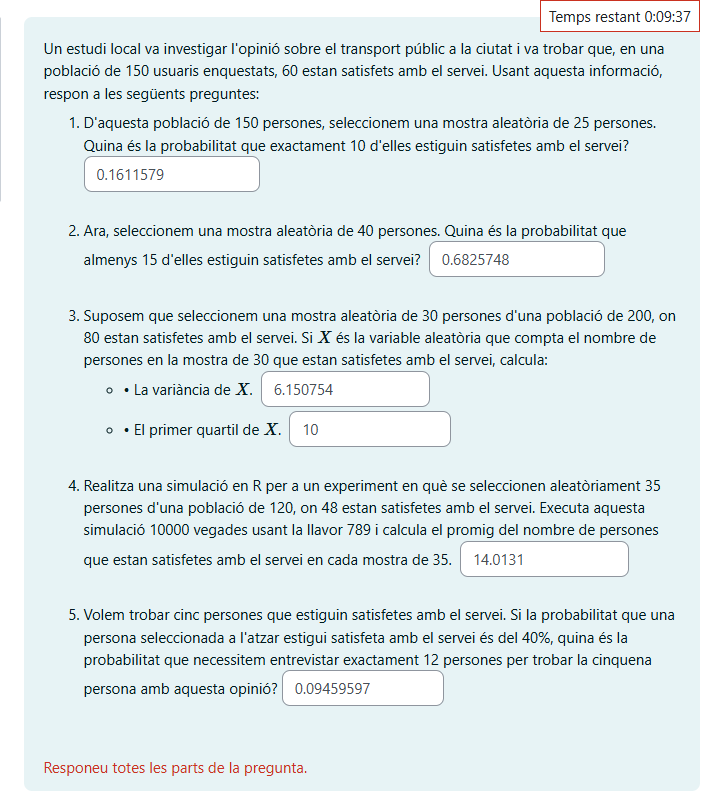 Temps restant 0:09:37
Un estudi local va investigar l'opinió sobre el transport públic a la ciutat i va trobar que, en una
població de 150 usuaris enquestats, 60 estan satisfets amb el servei. Usant aquesta informació,
respon a les següents preguntes:
1. D'aquesta població de 150 persones, seleccionem una mostra aleatòria de 25 persones.
Quina és la probabilitat que exactament 10 d'elles estiguin satisfetes amb el servei?
0.1611579
2. Ara, seleccionem una mostra aleatòria de 40 persones. Quina és la probabilitat que
almenys 15 d'elles estiguin satisfetes amb el servei? 0.6825748
3. Suposem que seleccionem una mostra aleatòria de 30 persones d'una població de 200, on
80 estan satisfetes amb el servei. Si X és la variable aleatòria que compta el nombre de
persones en la mostra de 30 que estan satisfetes amb el servei, calcula:
• La variància de X. 6.150754
• El primer quartil de X. 10
4. Realitza una simulació en R per a un experiment en què se seleccionen aleatòriament 35
persones d'una població de 120, on 48 estan satisfetes amb el servei. Executa aquesta
simulació 10000 vegades usant la llavor 789 i calcula el promig del nombre de persones
que estan satisfetes amb el servei en cada mostra de 35. 14.0131
5. Volem trobar cinc persones que estiguin satisfetes amb el servei. Si la probabilitat que una
persona seleccionada a l'atzar estigui satisfeta amb el servei és del 40%, quina és la
probabilitat que necessitem entrevistar exactament 12 persones per trobar la cinquena
persona amb aquesta opinió? 0.09459597
Responeu totes les parts de la pregunta.